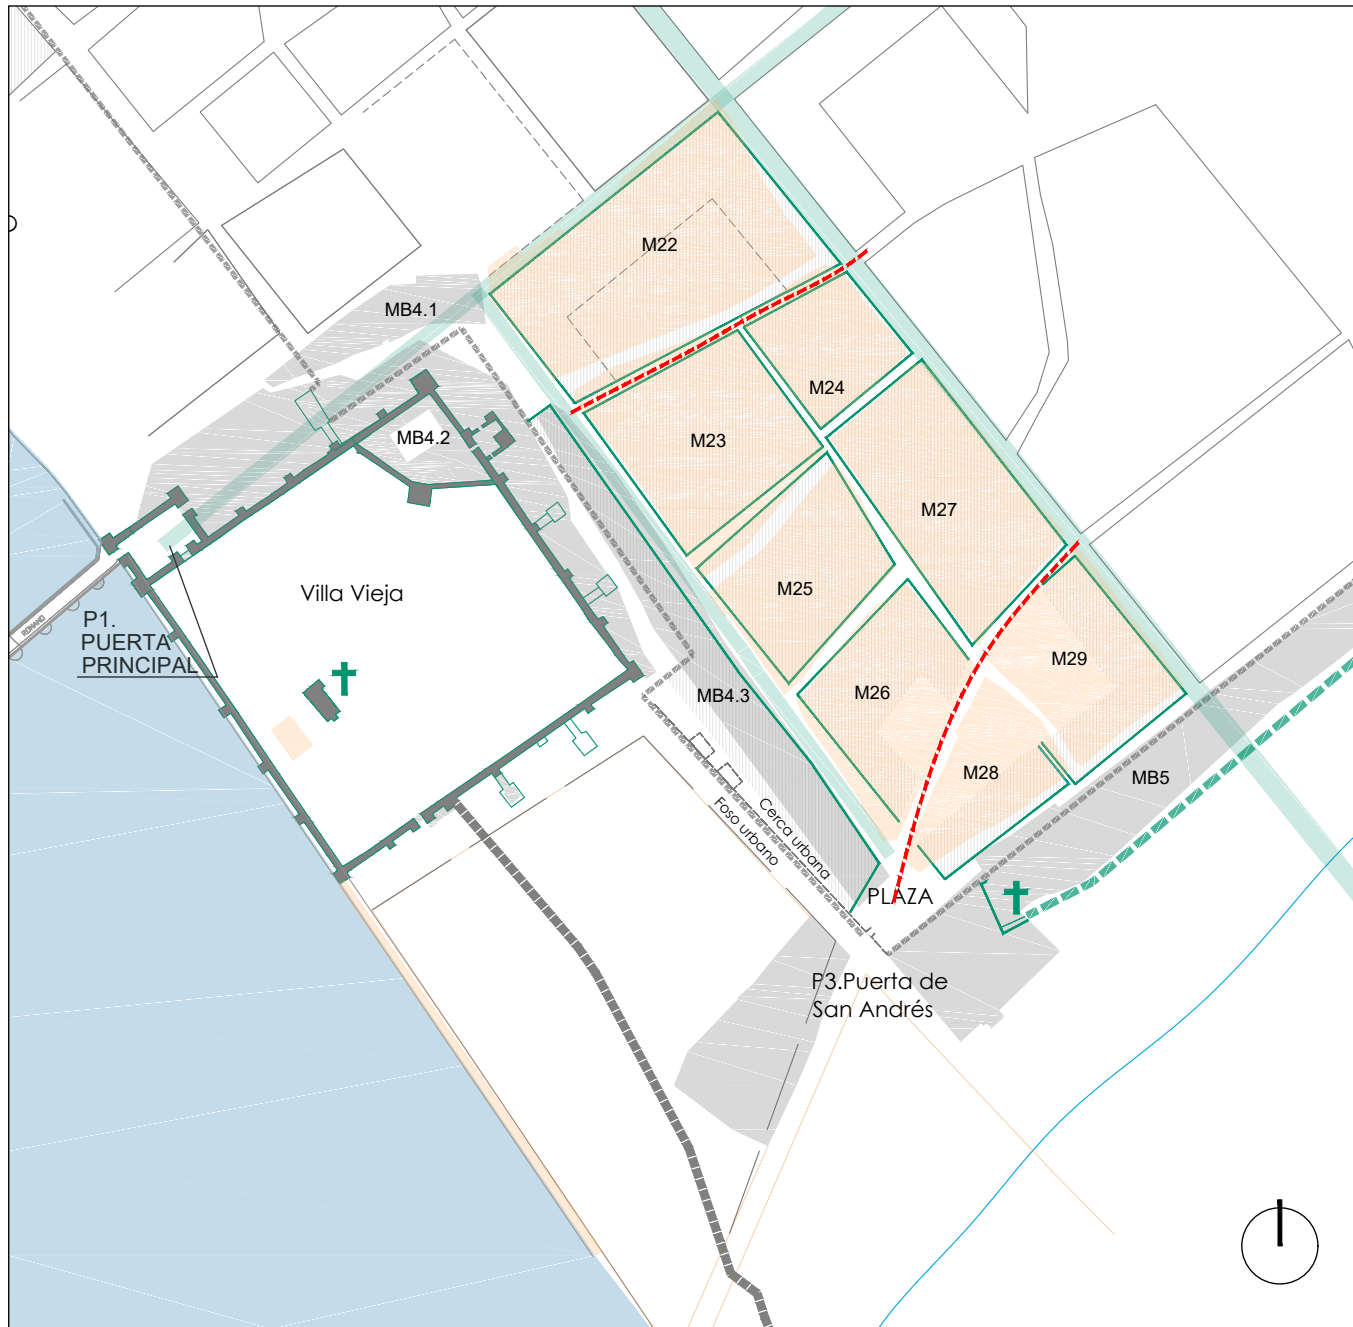 M22
MB4.1
M24
M23
MB4.2
M27
M25
Villa Vieja
ROMANO
P1.
PUERTA
PRINCIPAL
M29
M26
MB4.3
M28
MB5
Cerca urbana
Foso urbano
PLAZA
P3.Puerta de
San Andrés